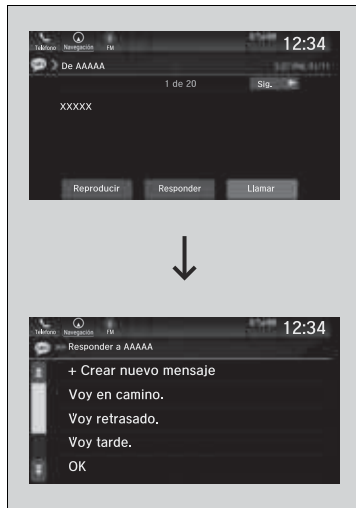 Teléfono Navegación FM 12:34
De AAAAA
1 de 20 Sig.
XXXXX
Reproducir Responder Llamar
Teléfono Navegación FM 12:34
Responder a AAAAA
+ Crear nuevo mensaje
Voy en camino.
Voy retrasado.
Voy tarde.
OK